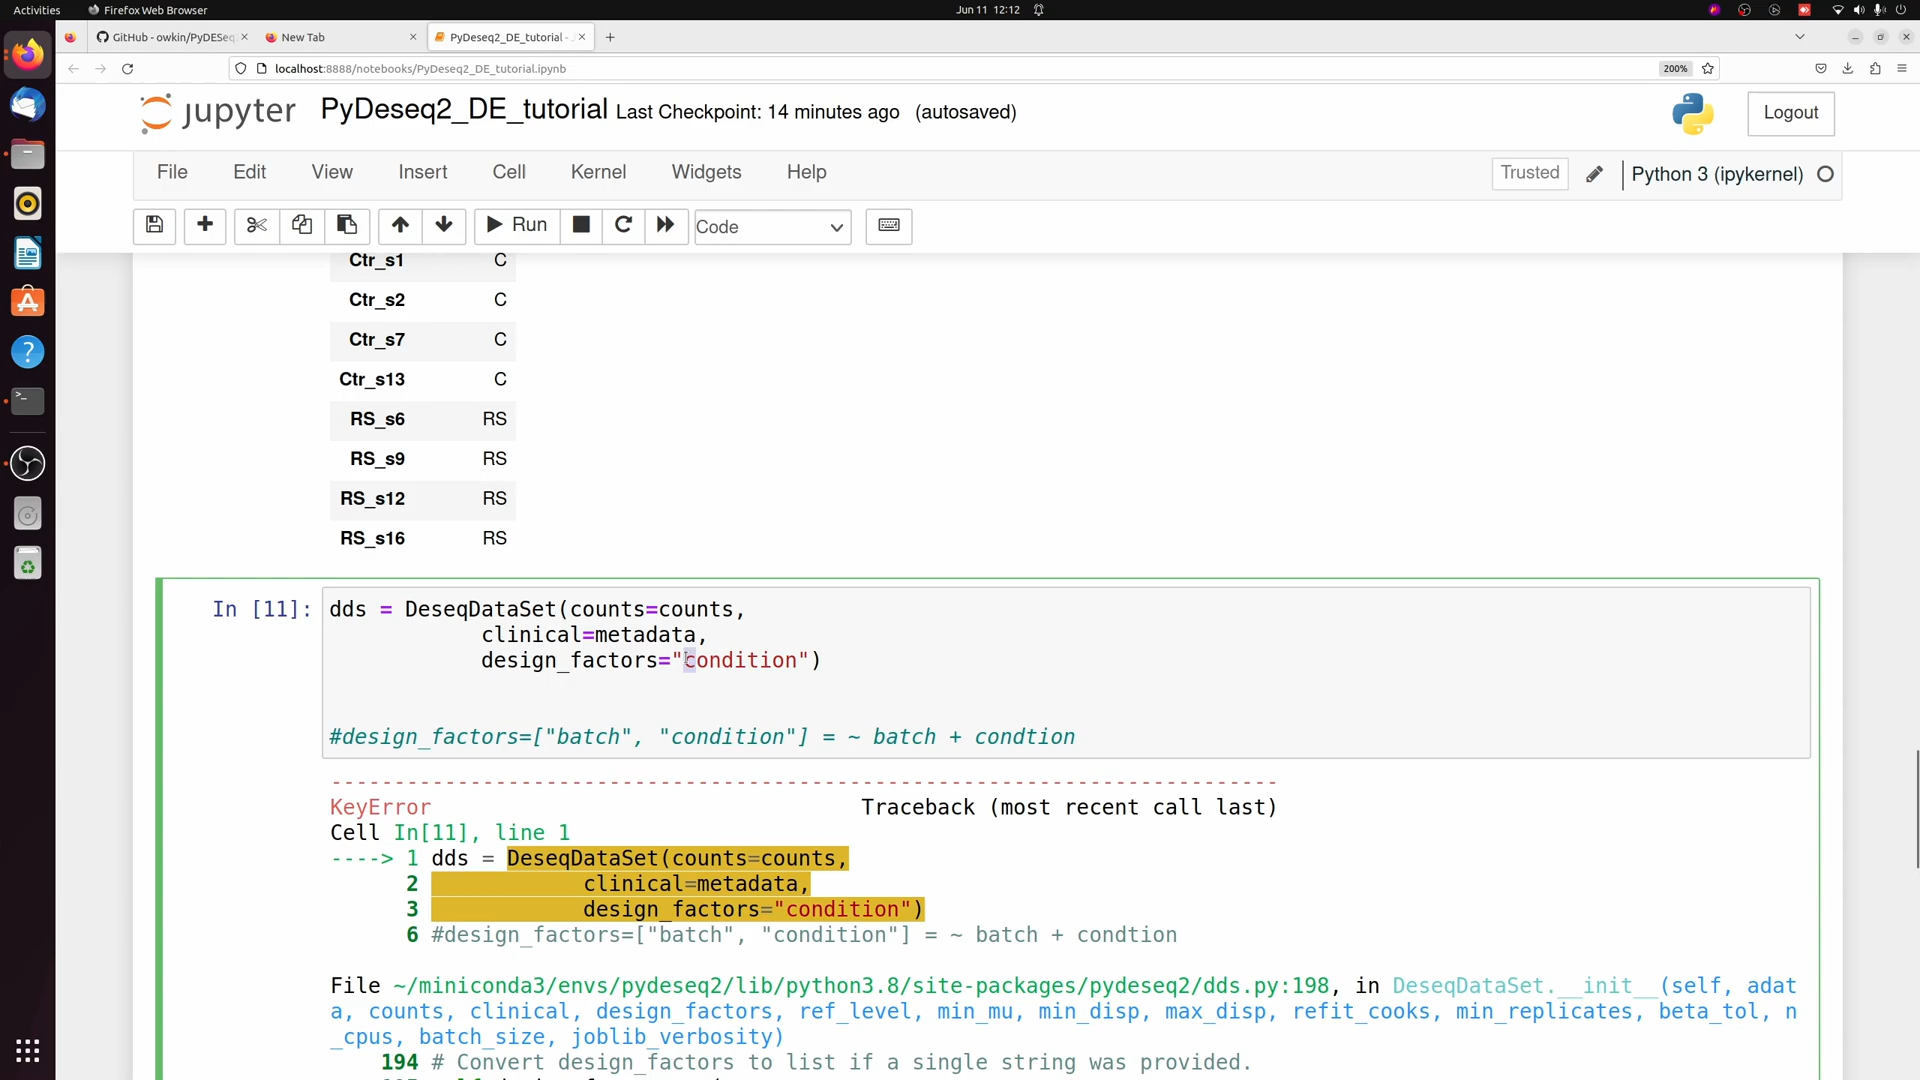 Activities Firefox Web Browser Jun 11 12:12
GitHub - owkin/PyDESeq New Tab PyDeseq2_DE_tutorial -
localhost:8888/notebooks/PyDeseq2_DE_tutorial.ipynb 200%
jupyter PyDeseq2_DE_tutorial Last Checkpoint: 14 minutes ago (autosaved) Logout
File Edit View Insert Cell Kernel Widgets Help Trusted Python 3 (ipykernel)
Run Code
Ctr_s1 C
Ctr_s2 C
Ctr_s7 C
Ctr_s13 C
RS_s6 RS
RS_s9 RS
RS_s12 RS
RS_s16 RS
In [11]: dds = DeseqDataSet(counts=counts,
clinical=metadata,
design_factors="condition")
#design_factors=["batch", "condition"] = ~ batch + condtion
---------------------------------------------------------------------------
KeyError Traceback (most recent call last)
Cell In[11], line 1
----> 1 dds = DeseqDataSet(counts=counts,
2 clinical=metadata,
3 design_factors="condition")
6 #design_factors=["batch", "condition"] = ~ batch + condtion
File ~/miniconda3/envs/pydeseq2/lib/python3.8/site-packages/pydeseq2/dds.py:198, in DeseqDataSet.__init__(self, adat
a, counts, clinical, design_factors, ref_level, min_mu, min_disp, max_disp, refit_cooks, min_replicates, beta_tol, n
_cpus, batch_size, joblib_verbosity)
194 # Convert design_factors to list if a single string was provided.